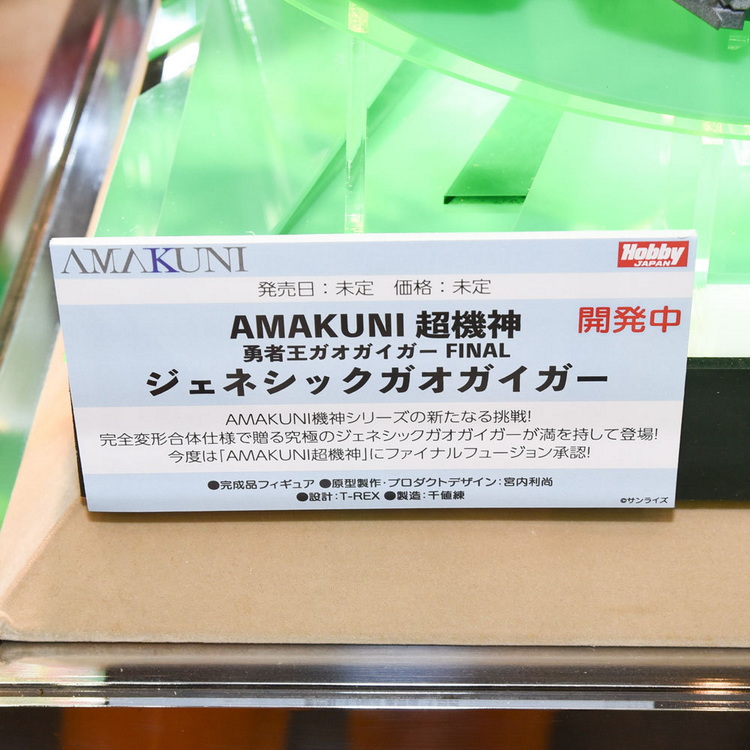 AMAKUNI
Hobby
JAPAN
発売日：未定　価格：未定
AMAKUNI 超機神
開発中
勇者王ガオガイガー FINAL
ジェネシックガオガイガー
AMAKUNI機神シリーズの新たなる挑戦!
完全変形合体仕様で贈る究極のジェネシックガオガイガーが満を持して登場!
今度は「AMAKUNI超機神」にファイナルフュージョン承認!
●完成品フィギュア ●原型製作・プロダクトデザイン：宮内利尚
●設計：T-REX ●製造：千値練
©サンライズ